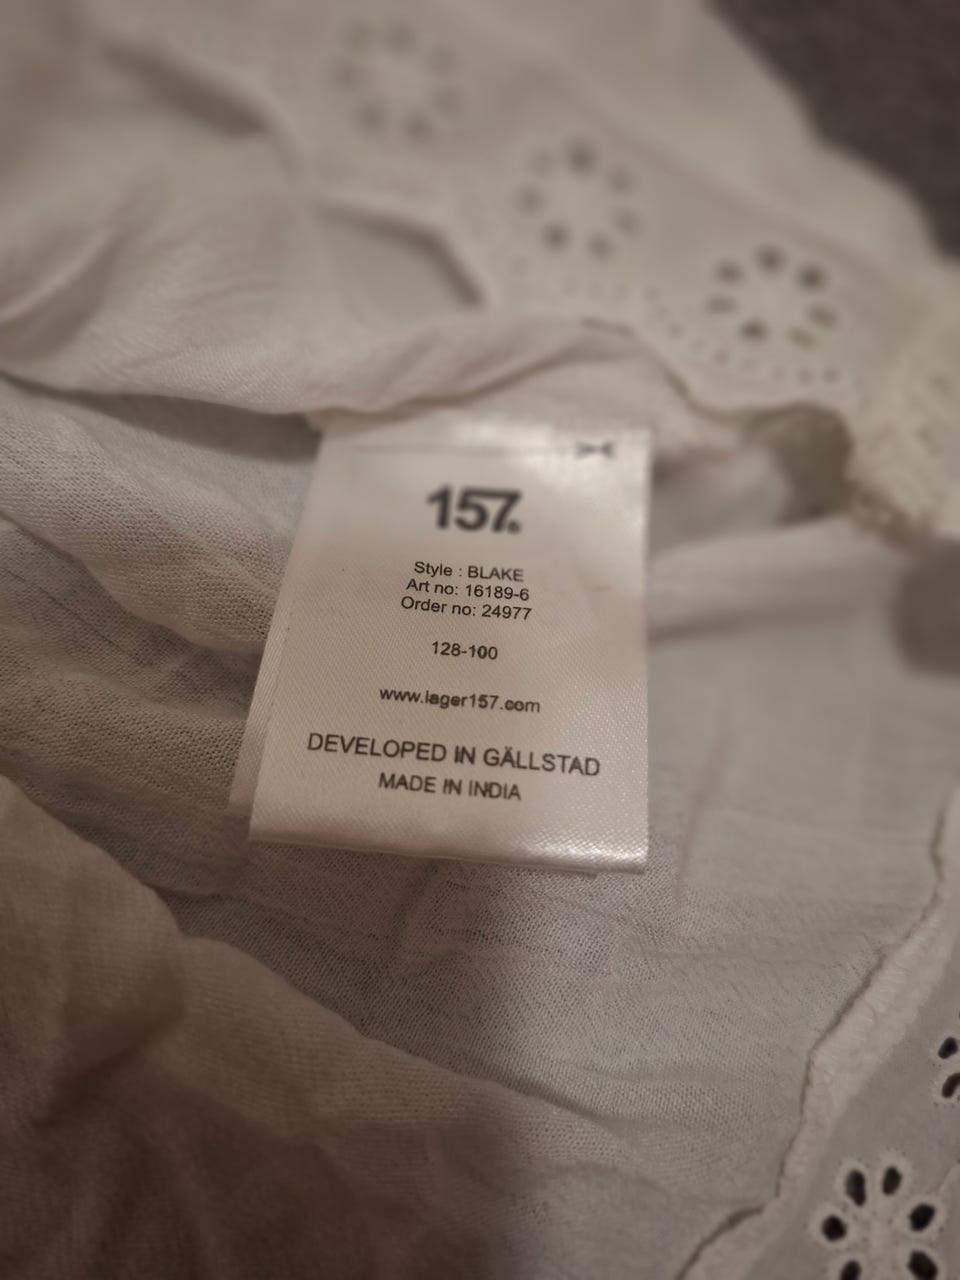 157.
Style : BLAKE
Art no: 16189-6
Order no: 24977
128-100
www.lager157.com
DEVELOPED IN GÄLLSTAD
MADE IN INDIA